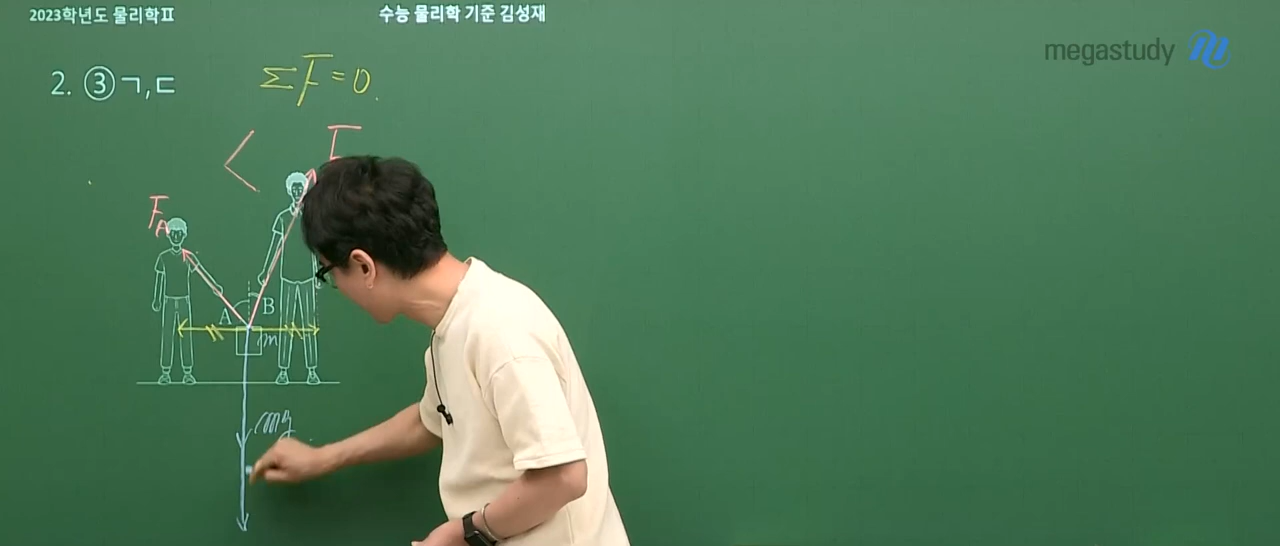 2023학년도 물리학Ⅱ
수능 물리학 기준 김성재
megastudy
2. ③ㄱ,ㄷ
ΣF=0.
<
F_A
A
B
m
mg